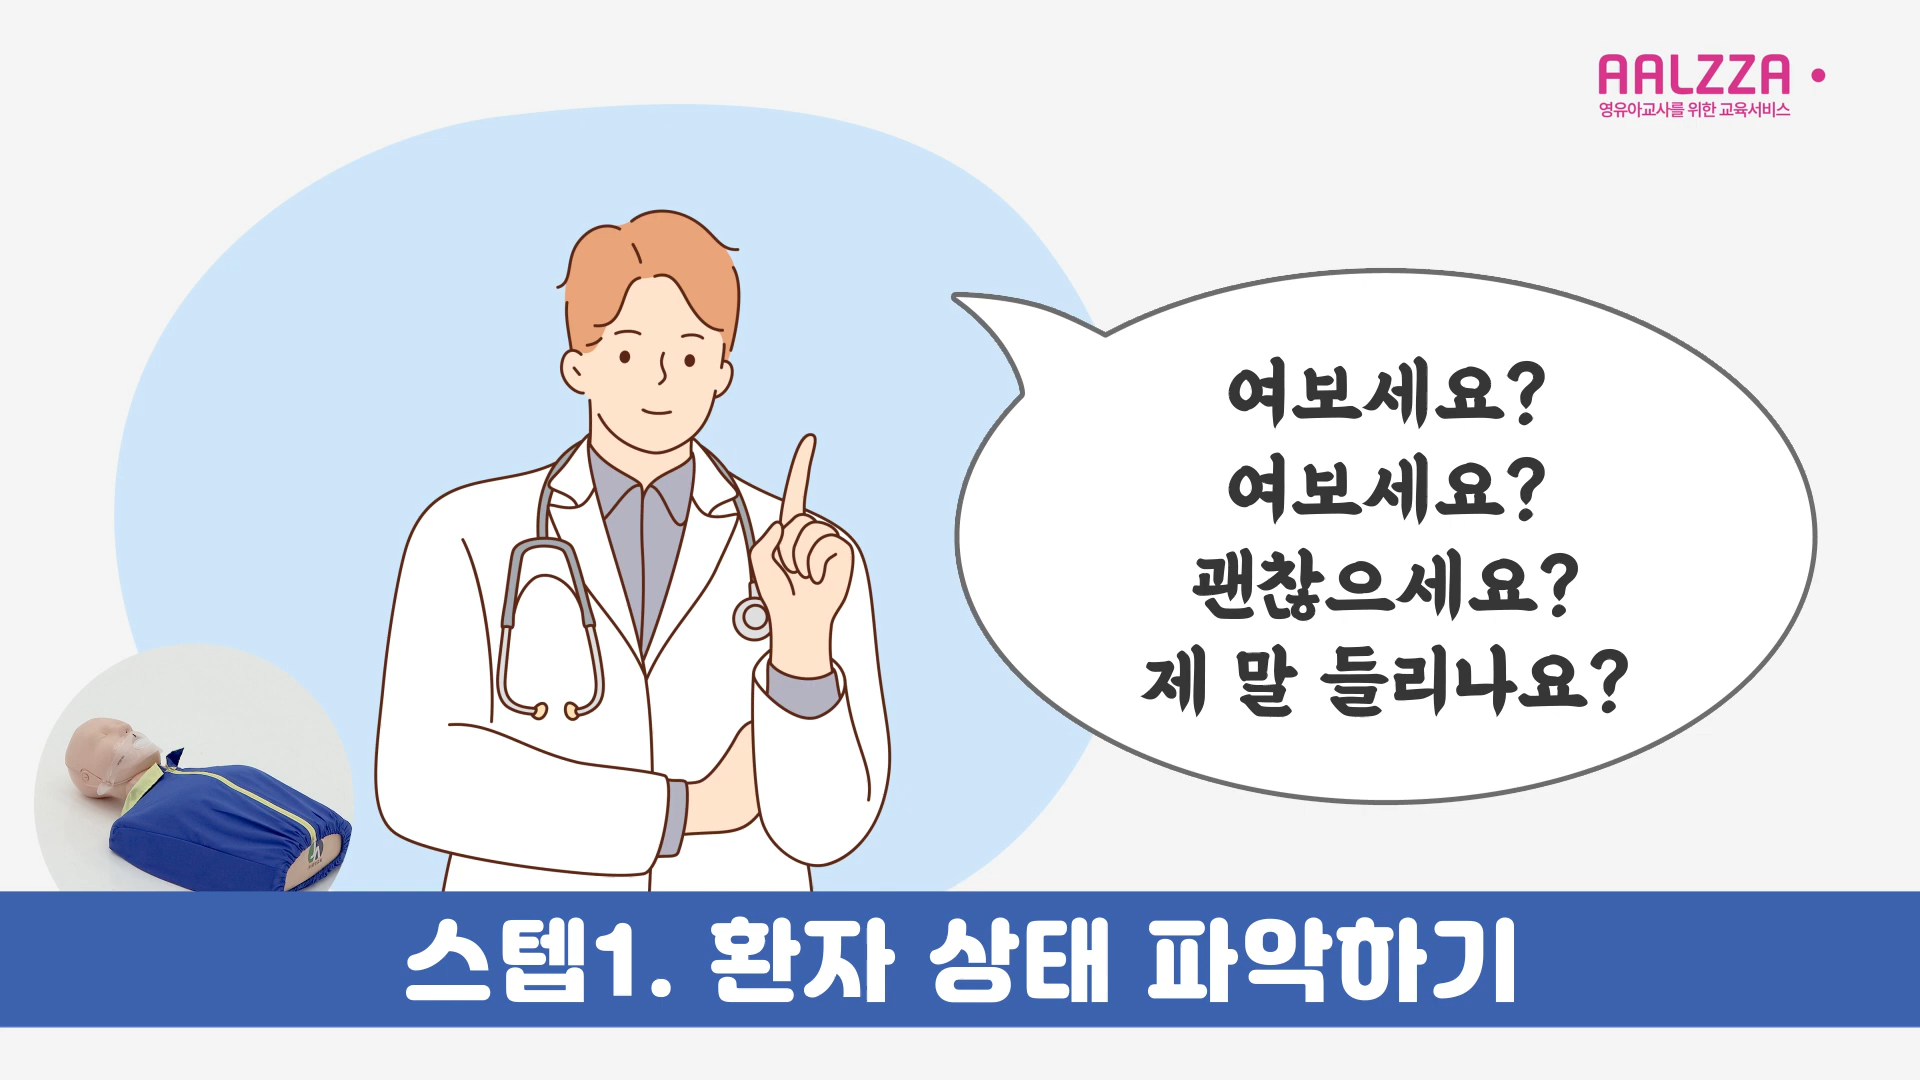 AALZZA
영유아교사를 위한 교육서비스
여보세요?
여보세요?
괜찮으세요?
제 말 들리나요?
스텝1. 환자 상태 파악하기